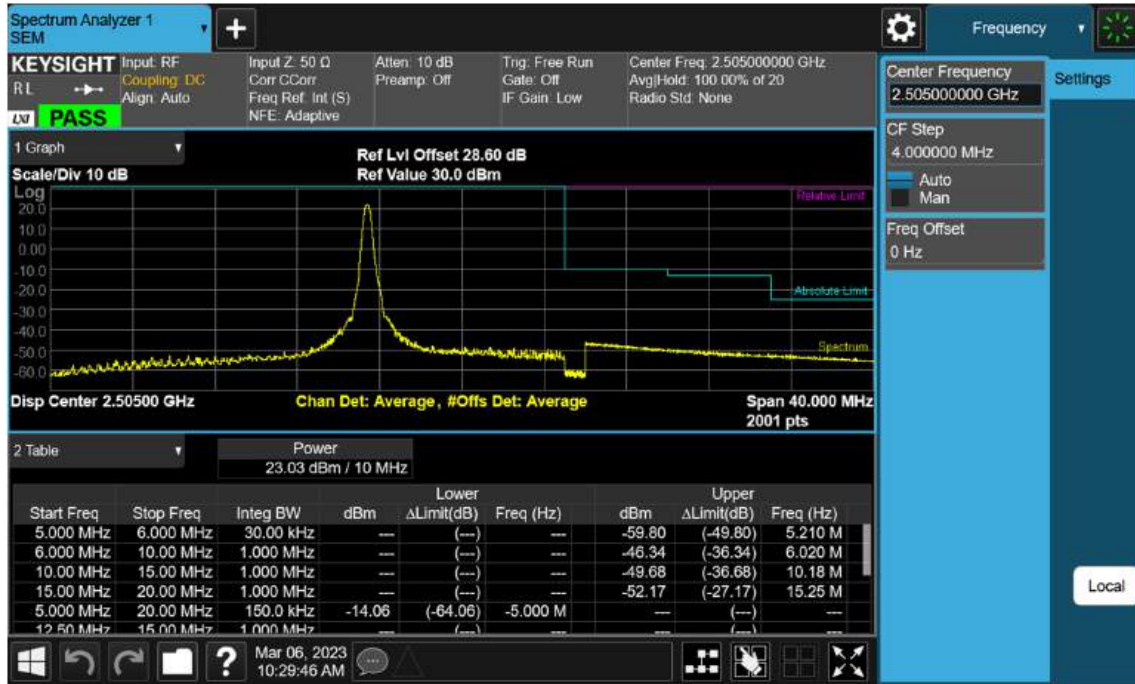 Spectrum Analyzer 1
SEM
Frequency
KEYSIGHT
RL
LXI PASS
Input: RF
Coupling: DC
Align: Auto
Input Z: 50 Ω
Corr CCorr
Freq Ref: Int (S)
NFE: Adaptive
Atten: 10 dB
Preamp: Off
Trig: Free Run
Gate: Off
IF Gain: Low
Center Freq: 2.505000000 GHz
Avg|Hold: 100.00% of 20
Radio Std: None
Center Frequency
2.505000000 GHz
Settings
CF Step
4.000000 MHz
Auto
Man
Freq Offset
0 Hz
Local
1 Graph
Scale/Div 10 dB
Ref Lvl Offset 28.60 dB
Ref Value 30.0 dBm
Log
20.0
10.0
0.00
-10.0
-20.0
-30.0
-40.0
-50.0
-60.0
Relative Limit
Absolute Limit
Spectrum
Disp Center 2.50500 GHz
Chan Det: Average, #Offs Det: Average
Span 40.000 MHz
2001 pts
2 Table
Power
23.03 dBm / 10 MHz
Lower Upper
Start Freq Stop Freq Integ BW dBm ΔLimit(dB) Freq (Hz) dBm ΔLimit(dB) Freq (Hz)
5.000 MHz 6.000 MHz 30.00 kHz --- (---) --- -59.80 (-49.80) 5.210 M
6.000 MHz 10.00 MHz 1.000 MHz --- (---) --- -46.34 (-36.34) 6.020 M
10.00 MHz 15.00 MHz 1.000 MHz --- (---) --- -49.68 (-36.68) 10.18 M
15.00 MHz 20.00 MHz 1.000 MHz --- (---) --- -52.17 (-27.17) 15.25 M
5.000 MHz 20.00 MHz 150.0 kHz -14.06 (-64.06) -5.000 M --- (---) ---
12.50 MHz 15.00 MHz 1.000 MHz --- (---) --- --- (---) ---
?
Mar 06, 2023
10:29:46 AM